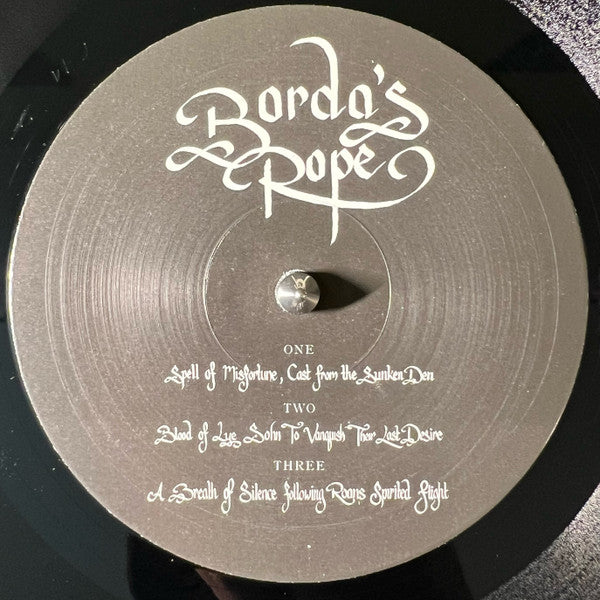 Borda's
Rope
ONE
Spell of Misfortune, Cast from the Sunken Den
TWO
Blood of Lye Sohn To Vanquish Their Last Desire
THREE
A Breath of Silence following Roans Spirited Flight